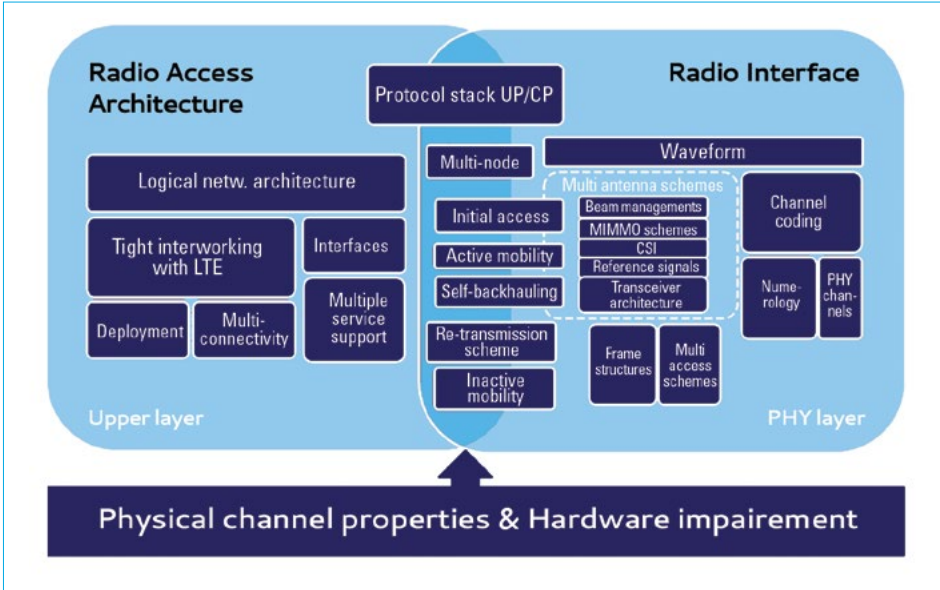 Radio Access
Architecture
Radio Interface
Protocol stack UP/CP
Logical netw. architecture
Tight interworking
with LTE
Interfaces
Deployment
Multi-
connectivity
Multiple
service
support
Upper layer
Multi-node
Initial access
Active mobility
Self-backhauling
Re-transmission
scheme
Inactive
mobility
Waveform
Multi antenna schemes
Beam managements
MIMMO schemes
CSI
Reference signals
Transceiver
architecture
Channel
coding
Nume-
rology
PHY
chan-
nels
Frame
structures
Multi
access
schemes
PHY layer
Physical channel properties & Hardware impairement